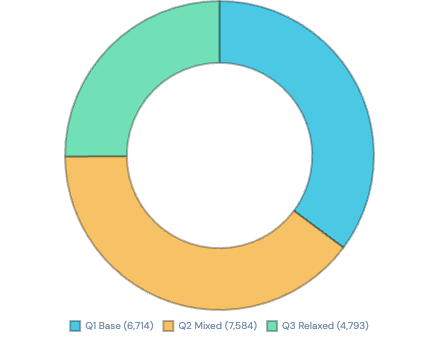 Q1 Base (6,714) Q2 Mixed (7,584) Q3 Relaxed (4,793)